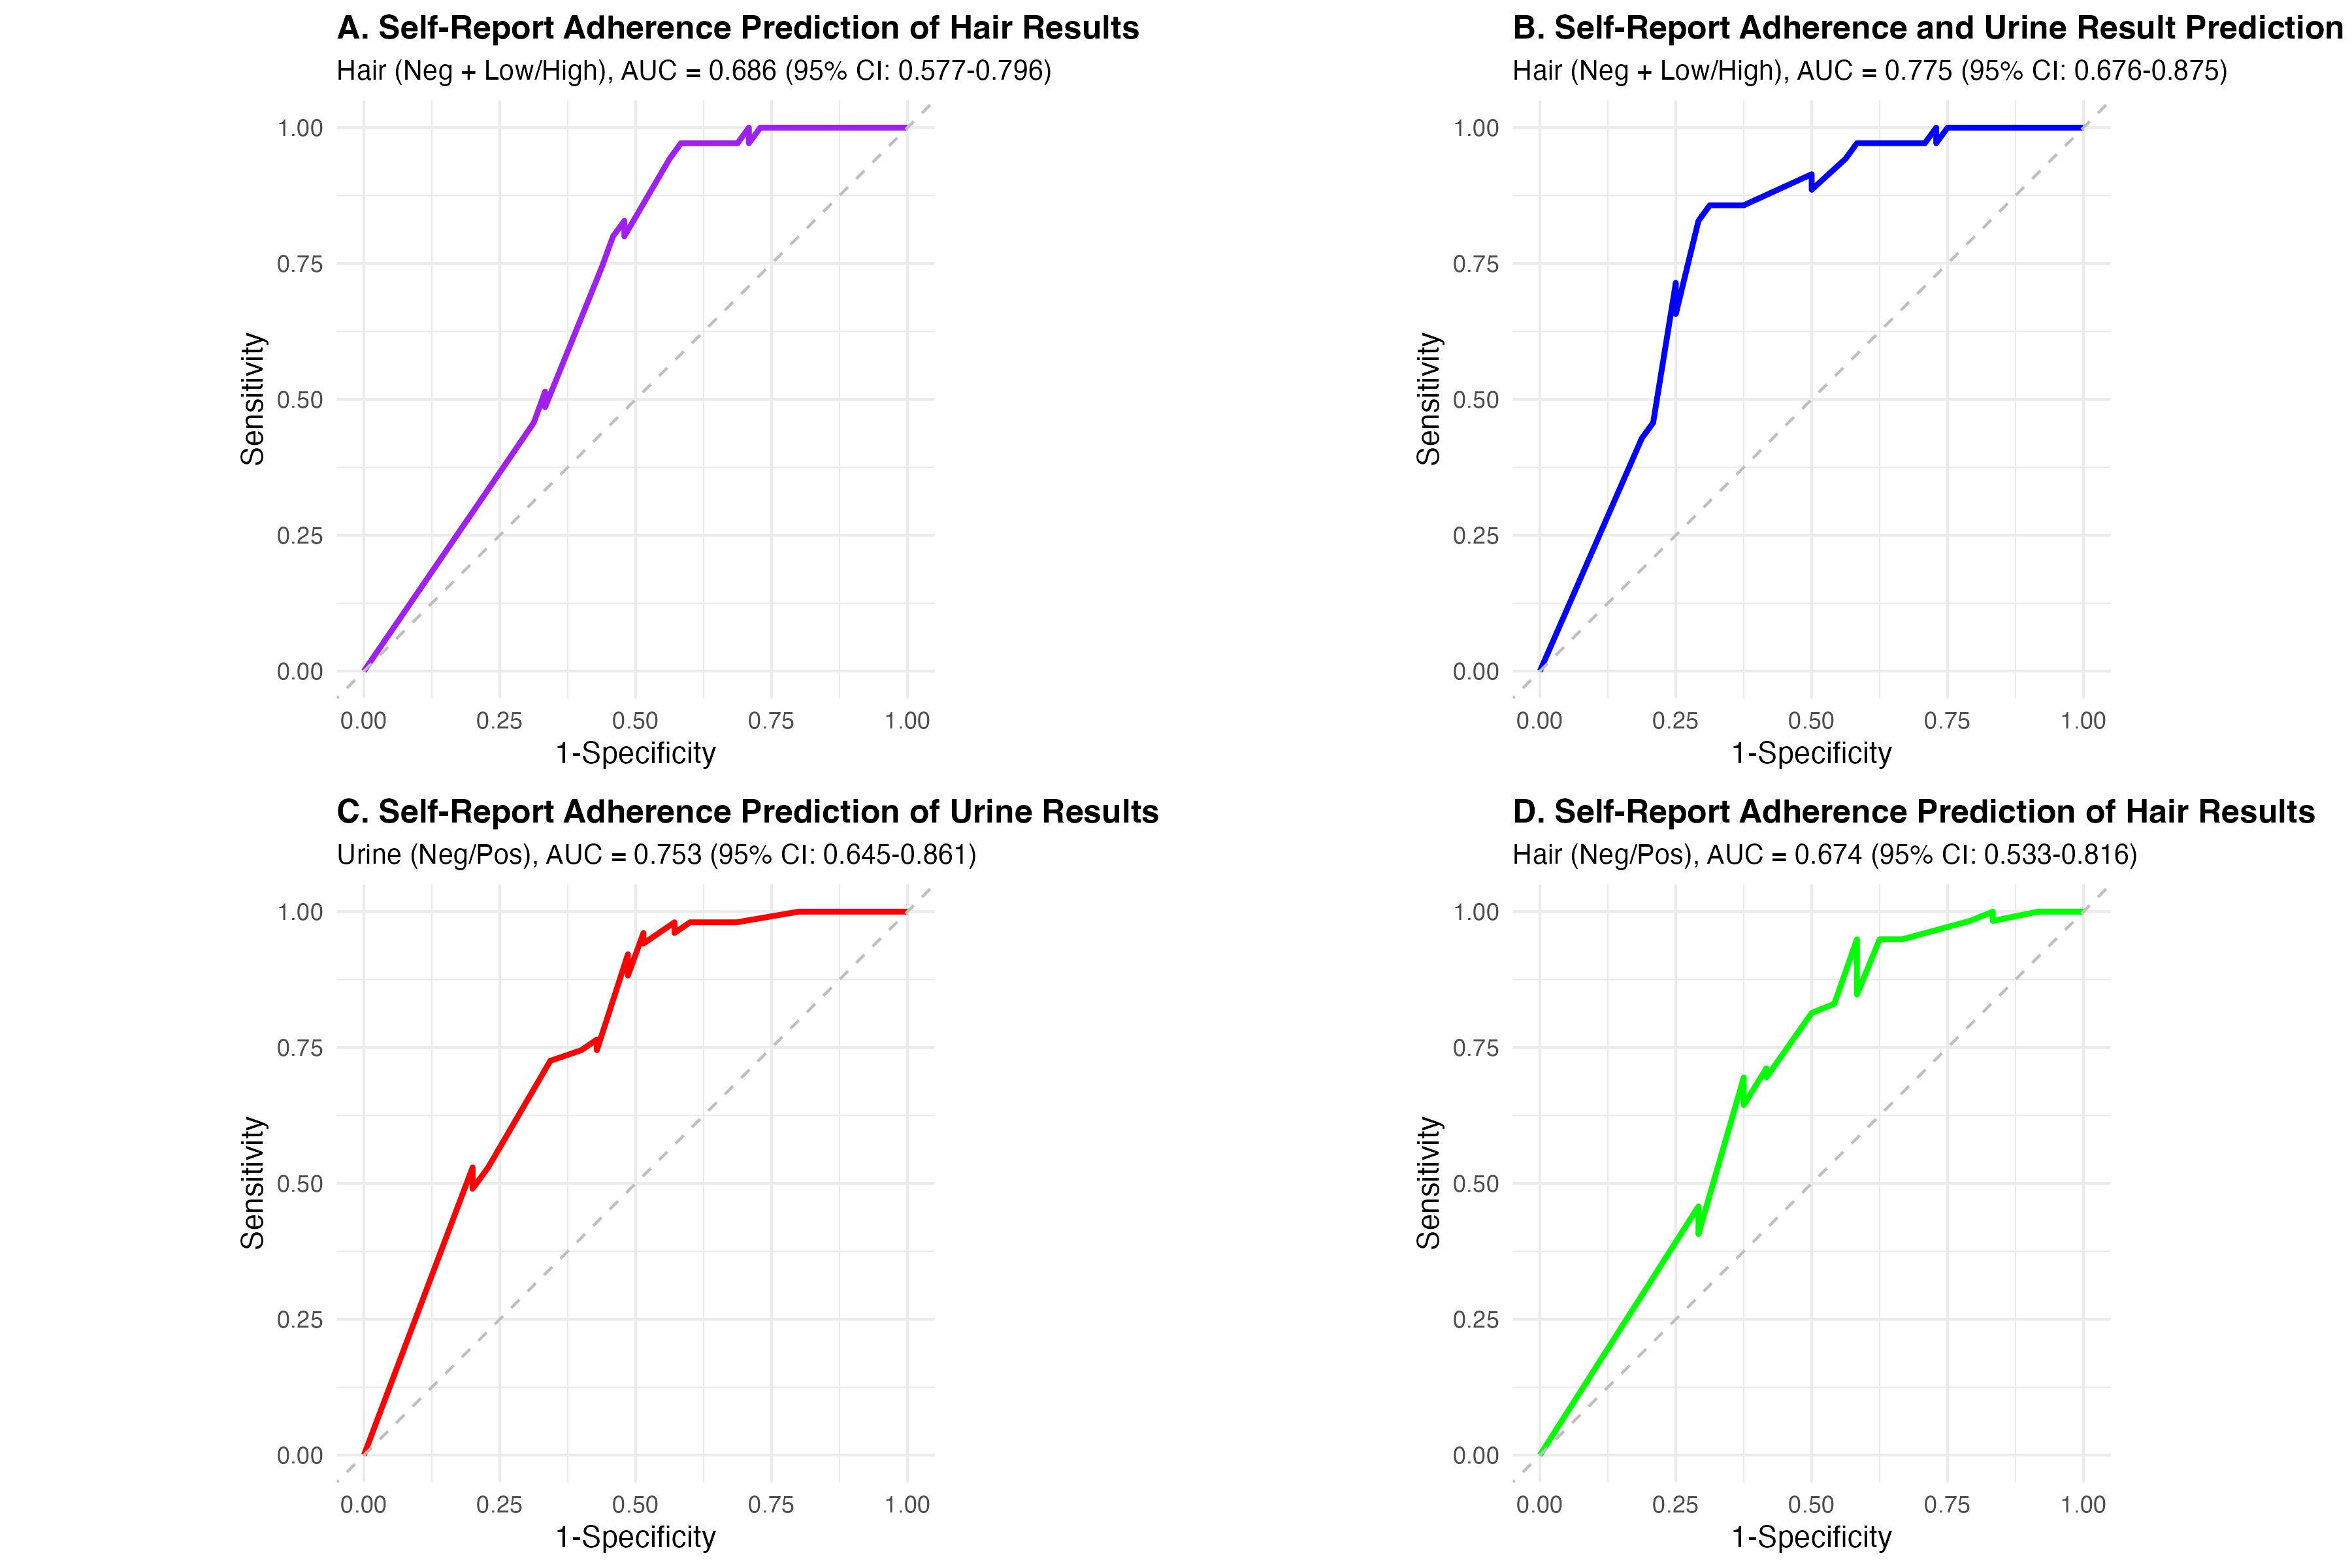 A. Self-Report Adherence Prediction of Hair Results
Hair (Neg + Low/High), AUC = 0.686 (95% CI: 0.577-0.796)
1.00
0.75
0.50
0.25
0.00
Sensitivity
0.00 0.25 0.50 0.75 1.00
1-Specificity
B. Self-Report Adherence and Urine Result Prediction
Hair (Neg + Low/High), AUC = 0.775 (95% CI: 0.676-0.875)
1.00
0.75
0.50
0.25
0.00
Sensitivity
0.00 0.25 0.50 0.75 1.00
1-Specificity
C. Self-Report Adherence Prediction of Urine Results
Urine (Neg/Pos), AUC = 0.753 (95% CI: 0.645-0.861)
1.00
0.75
0.50
0.25
0.00
Sensitivity
0.00 0.25 0.50 0.75 1.00
1-Specificity
D. Self-Report Adherence Prediction of Hair Results
Hair (Neg/Pos), AUC = 0.674 (95% CI: 0.533-0.816)
1.00
0.75
0.50
0.25
0.00
Sensitivity
0.00 0.25 0.50 0.75 1.00
1-Specificity